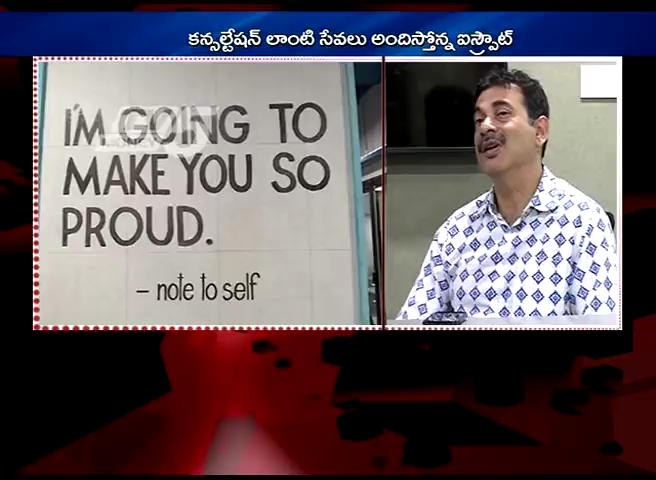 కన్సల్టేషన్ లాంటి సేవలు అందిస్తోన్న ఐస్ప్రౌట్
I'M GOING TO
MAKE YOU SO
PROUD.
– note to self